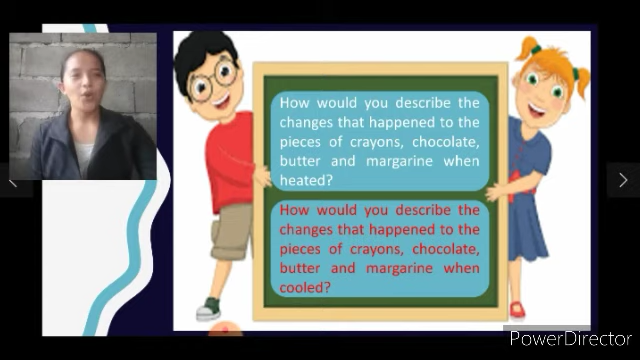 How would you describe the
changes that happened to the
pieces of crayons, chocolate,
butter and margarine when
heated?
How would you describe the
changes that happened to the
pieces of crayons, chocolate,
butter and margarine when
cooled?
PowerDirector